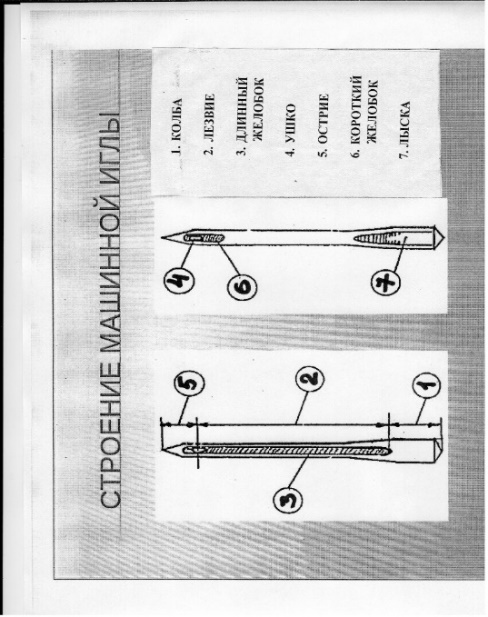 СТРОЕНИЕ МАШИННОЙ ИГЛЫ
5
3
2
1
4
6
7
1. КОЛБА
2. ЛЕЗВИЕ
3. ДЛИННЫЙ
ЖЕЛОБОК
4. УШКО
5. ОСТРИЕ
6. КОРОТКИЙ
ЖЕЛОБОК
7. ЛЫСКА